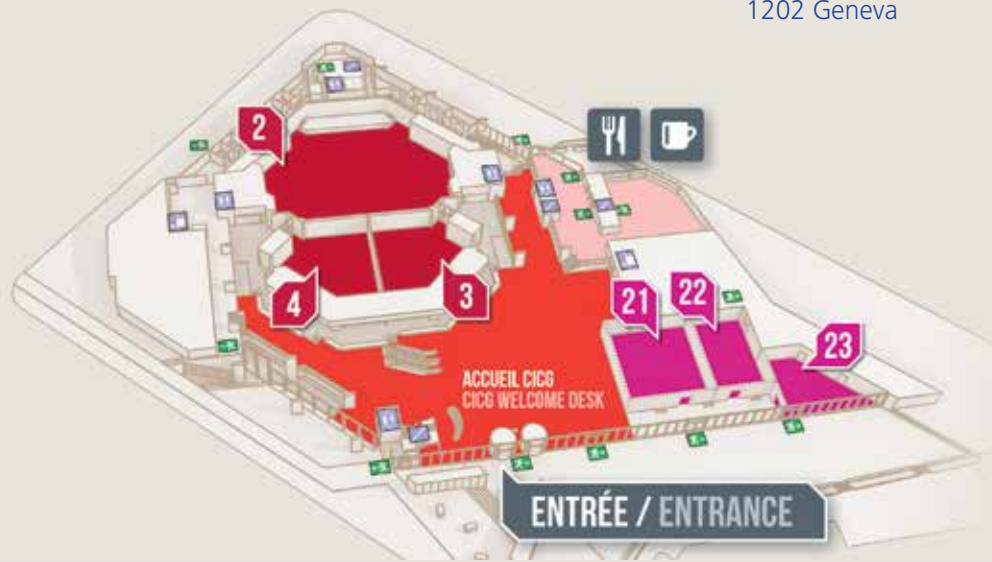 1202 Geneva
2
4
3
21
22
23
ACCUEIL CICG
CICG WELCOME DESK
ENTRÉE / ENTRANCE